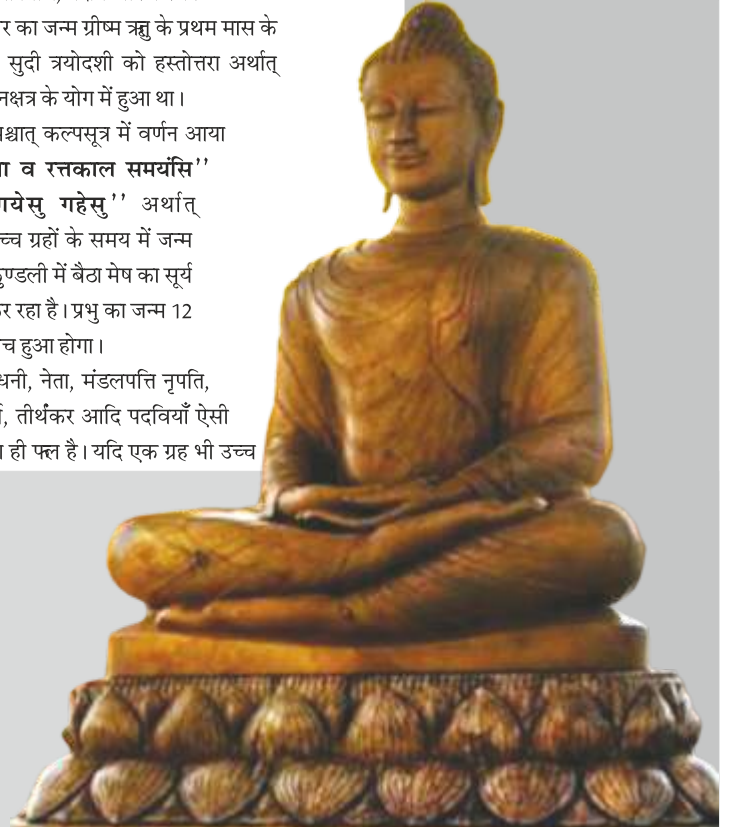 र का जन्म ग्रीष्म ऋतु के प्रथम मास के
सुदी त्रयोदशी को हस्तोत्तरा अर्थात्
नक्षत्र के योग में हुआ था।
श्चात् कल्पसूत्र में वर्णन आया
व रत्तकाल समयंसि’’
गयेसु गहेसु’’ अर्थात्
च्च ग्रहों के समय में जन्म
कुण्डली में बैठा मेष का सूर्य
र रहा है। प्रभु का जन्म 12
च हुआ होगा।
धनी, नेता, मंडलपत्ति नृपति,
, तीर्थंकर आदि पदवियाँ ऐसी
ही फ्ल है। यदि एक ग्रह भी उच्च